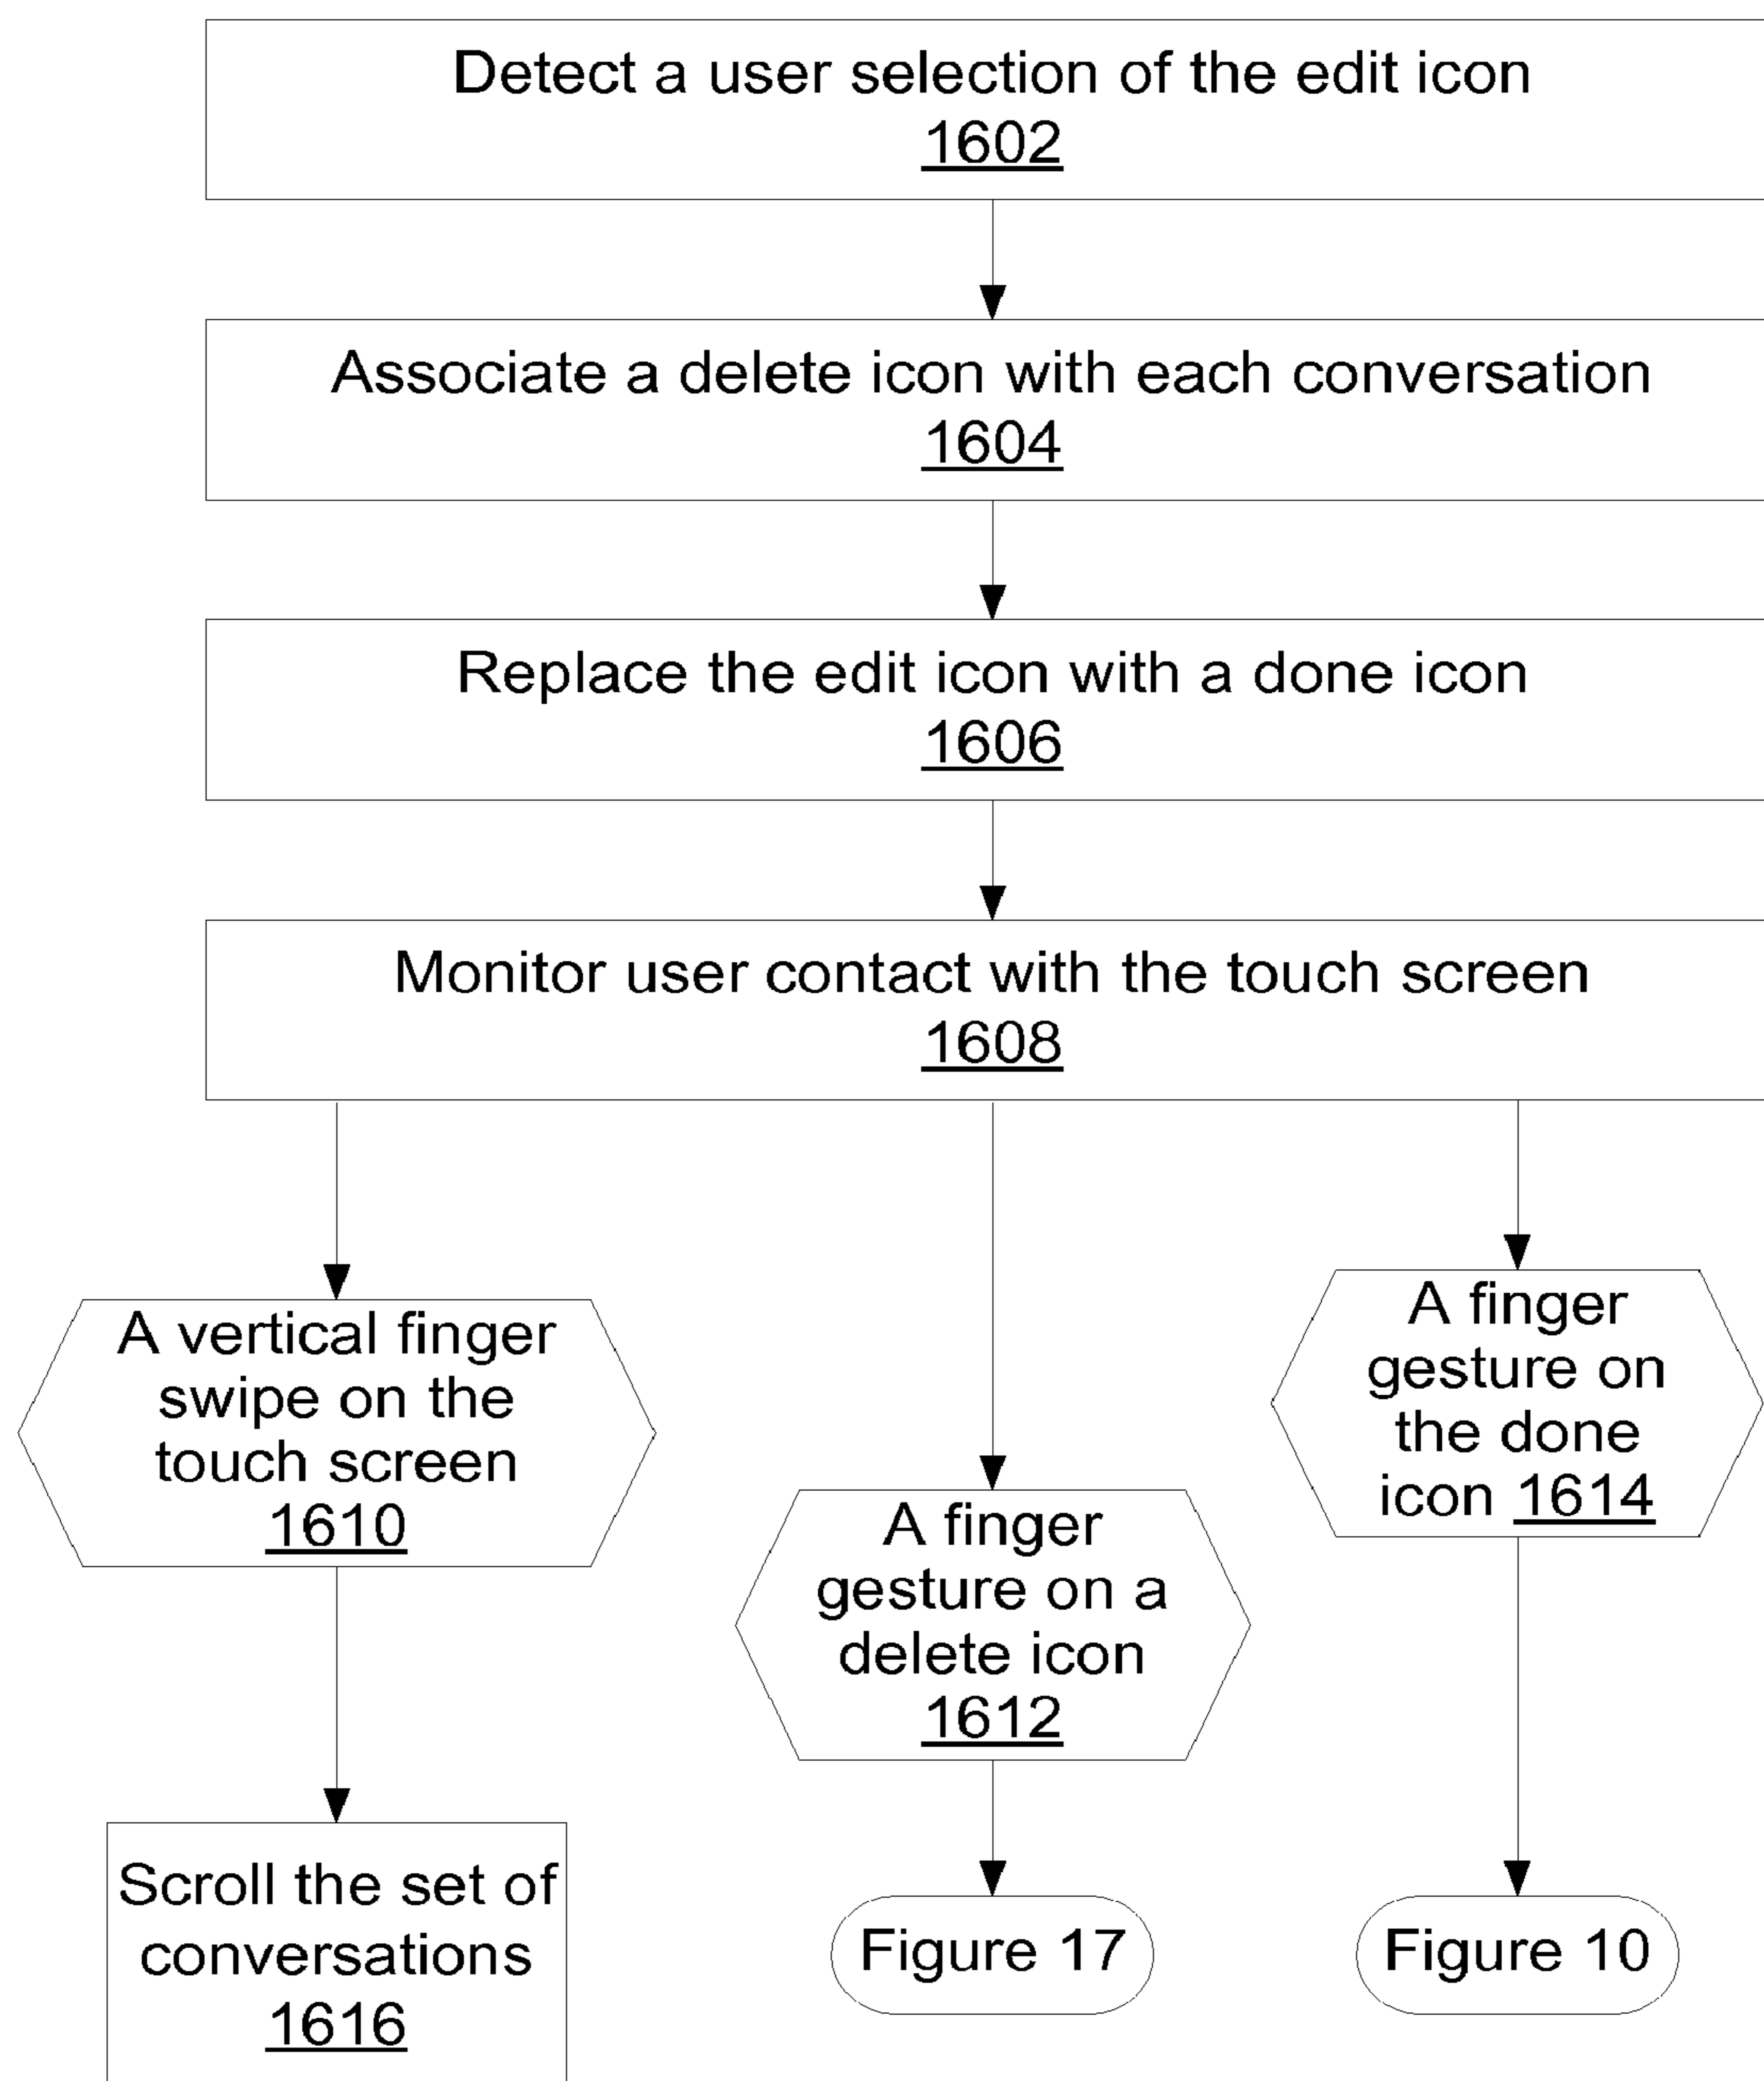 Detect a user selection of the edit icon
1602
Associate a delete icon with each conversation
1604
Replace the edit icon with a done icon
1606
Monitor user contact with the touch screen
1608
A vertical finger
swipe on the
touch screen
1610
A finger
gesture on a
delete icon
1612
A finger
gesture on
the done
icon 1614
Scroll the set of
conversations
1616
Figure 17
Figure 10